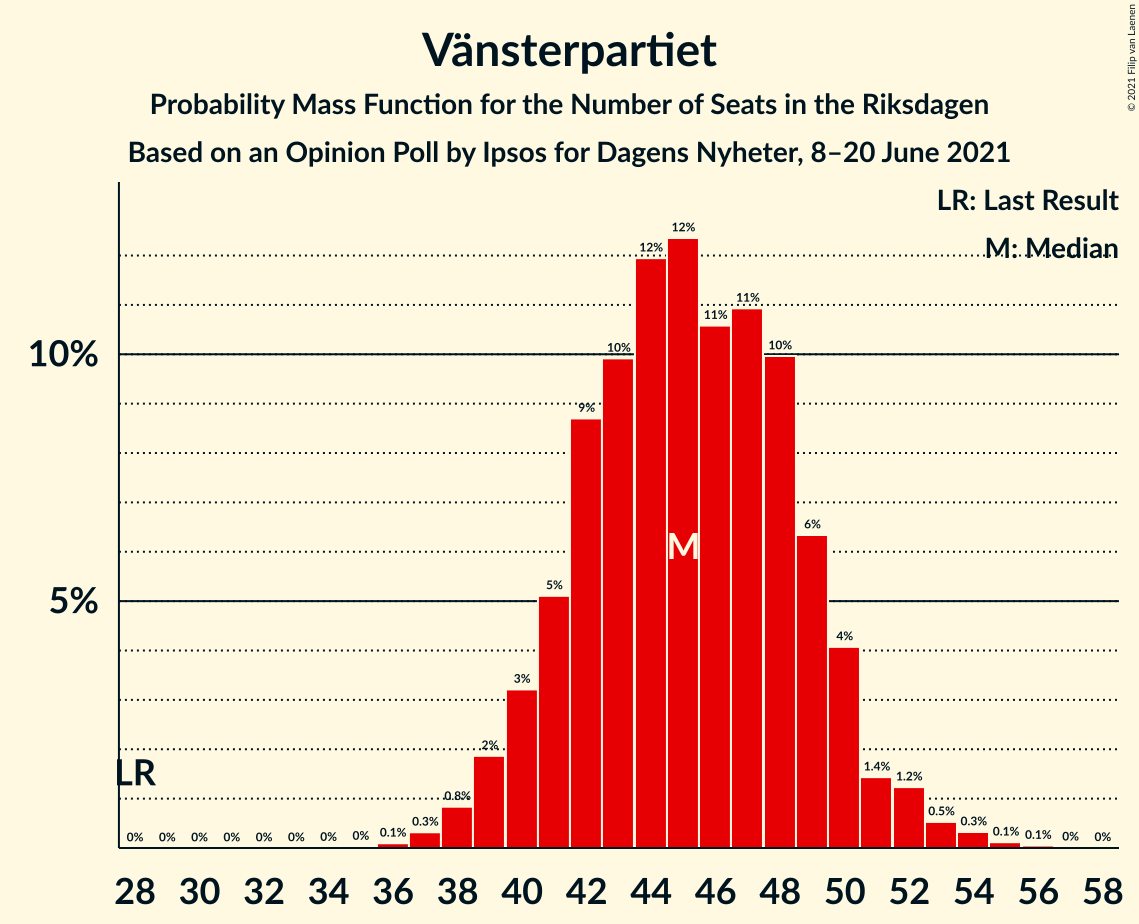 Vänsterpartiet
Probability Mass Function for the Number of Seats in the Riksdagen
Based on an Opinion Poll by Ipsos for Dagens Nyheter, 8–20 June 2021
© 2021 Filip van Laenen
LR: Last Result
M: Median
10%
5%
LR
M
0% 0% 0% 0% 0% 0% 0% 0% 0.1% 0.3% 0.8% 2% 3% 5% 9% 10% 12% 12% 11% 11% 10% 6% 4% 1.4% 1.2% 0.5% 0.3% 0.1% 0.1% 0% 0%
28 30 32 34 36 38 40 42 44 46 48 50 52 54 56 58